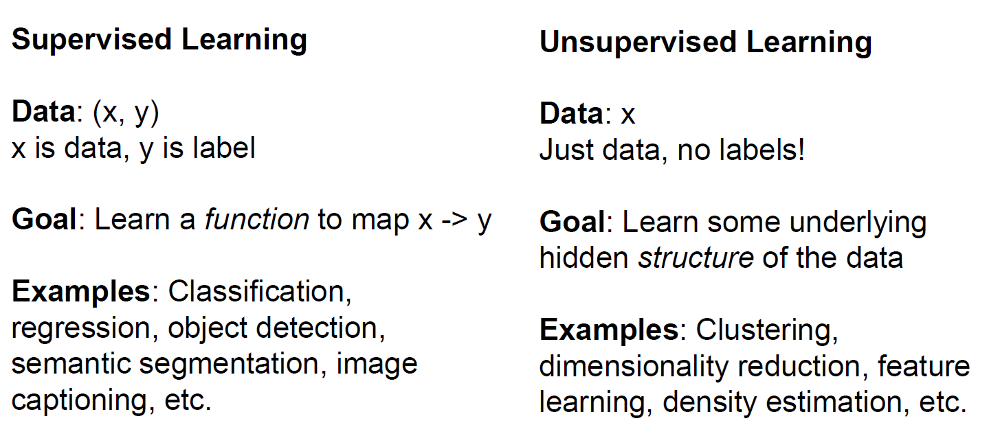 Supervised Learning
Data: (x, y)
x is data, y is label
Goal: Learn a function to map x -> y
Examples: Classification,
regression, object detection,
semantic segmentation, image
captioning, etc.
Unsupervised Learning
Data: x
Just data, no labels!
Goal: Learn some underlying
hidden structure of the data
Examples: Clustering,
dimensionality reduction, feature
learning, density estimation, etc.